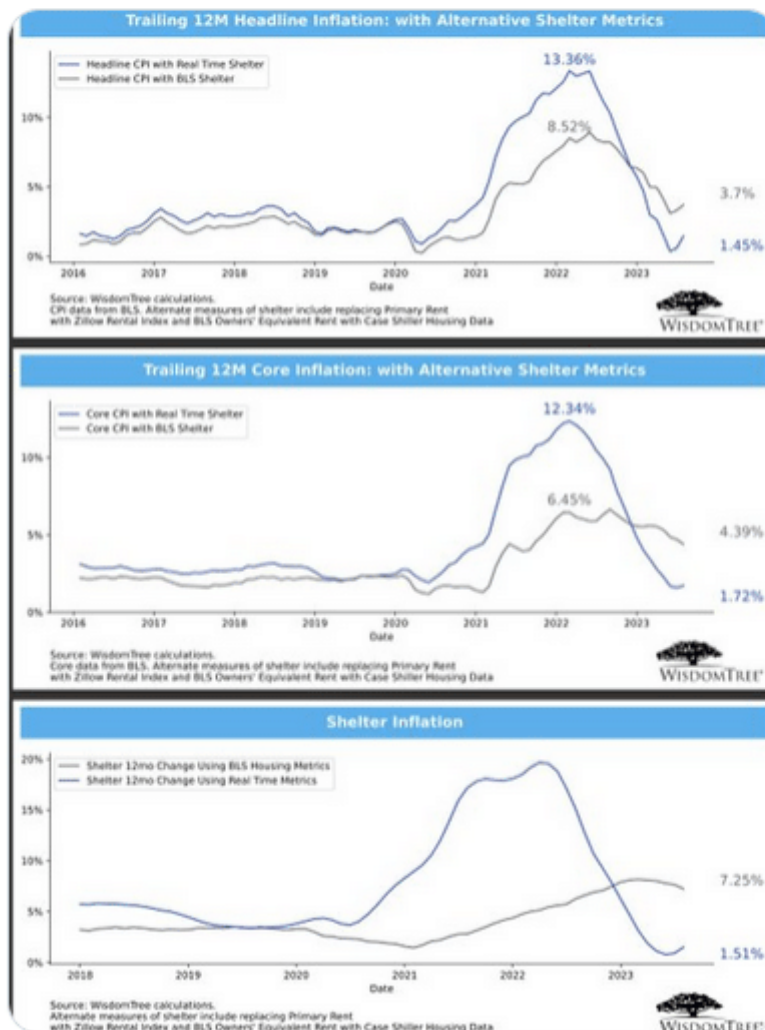 Trailing 12M Headline Inflation: with Alternative Shelter Metrics
Headline CPI with Real Time Shelter
Headline CPI with BLS Shelter
13.36%
8.52%
3.7%
1.45%
10%
5%
0%
2016 2017 2018 2019 2020 2021 2022 2023
Date
Source: WisdomTree calculations.
CPI data from BLS. Alternate measures of shelter include replacing Primary Rent
with Zillow Rental Index and BLS Owners' Equivalent Rent with Case Shiller Housing Data
WISDOMTREE®
Trailing 12M Core Inflation: with Alternative Shelter Metrics
Core CPI with Real Time Shelter
Core CPI with BLS Shelter
12.34%
6.45%
4.39%
1.72%
10%
5%
0%
2016 2017 2018 2019 2020 2021 2022 2023
Date
Source: WisdomTree calculations.
Core data from BLS. Alternate measures of shelter include replacing Primary Rent
with Zillow Rental Index and BLS Owners' Equivalent Rent with Case Shiller Housing Data
WISDOMTREE®
Shelter Inflation
Shelter 12mo Change Using BLS Housing Metrics
Shelter 12mo Change Using Real Time Metrics
20%
15%
10%
5%
0%
7.25%
1.51%
2018 2019 2020 2021 2022 2023
Date
Source: WisdomTree calculations.
Alternate measures of shelter include replacing Primary Rent
with Zillow Rental Index and BLS Owners' Equivalent Rent with Case Shiller Housing Data
WISDOMTREE®